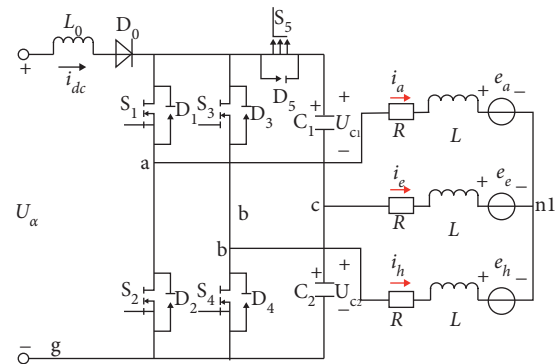 L0 D0 S5
+ idc D5
S1 D1 S3 D3 C1 + Uc1 −
ia R L + ea −
a
Uα b c ie R L + ee − n1
b
S2 D2 S4 D4 C2 + Uc2 −
ih R L + eh −
− g